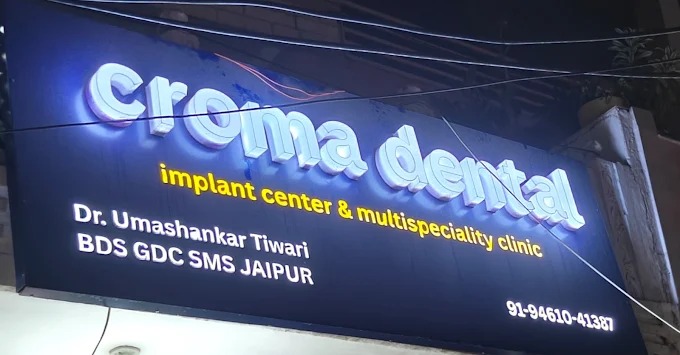 croma dental
implant center & multispeciality clinic
Dr. Umashankar Tiwari
BDS GDC SMS JAIPUR
91-94610-41387